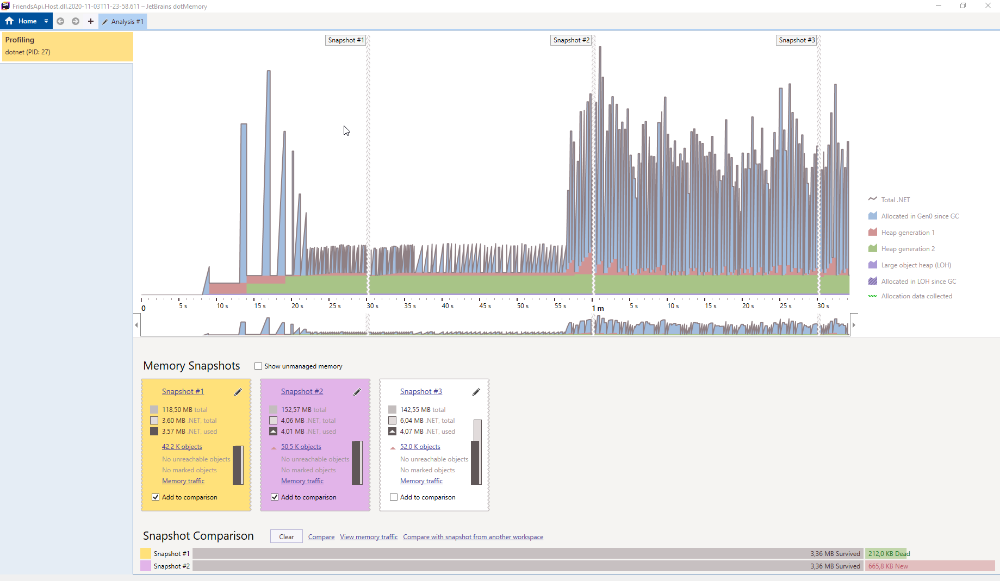 FriendsApi.Host.dll.2020-11-03T11-23-58.611 – JetBrains dotMemory
Home
Analysis #1
Profiling
dotnet (PID: 27)
Snapshot #1
Snapshot #2
Snapshot #3
Total .NET
Allocated in Gen0 since GC
Heap generation 1
Heap generation 2
Large object heap (LOH)
Allocated in LOH since GC
Allocation data collected
0 5 s 10 s 15 s 20 s 25 s 30 s 35 s 40 s 45 s 50 s 55 s 1 m 5 s 10 s 15 s 20 s 25 s 30 s
Memory Snapshots
Show unmanaged memory
Snapshot #1
118,50 MB total
3,60 MB .NET, total
3,57 MB .NET, used
42,2 K objects
No unreachable objects
No marked objects
Memory traffic
Add to comparison
Snapshot #2
152,57 MB total
4,06 MB .NET, total
4,01 MB .NET, used
50,5 K objects
No unreachable objects
No marked objects
Memory traffic
Add to comparison
Snapshot #3
142,55 MB total
6,04 MB .NET, total
4,07 MB .NET, used
52,0 K objects
No unreachable objects
No marked objects
Memory traffic
Add to comparison
Snapshot Comparison
Clear
Compare
View memory traffic
Compare with snapshot from another workspace
Snapshot #1 3,36 MB Survived 212,0 KB Dead
Snapshot #2 3,36 MB Survived 665,8 KB New